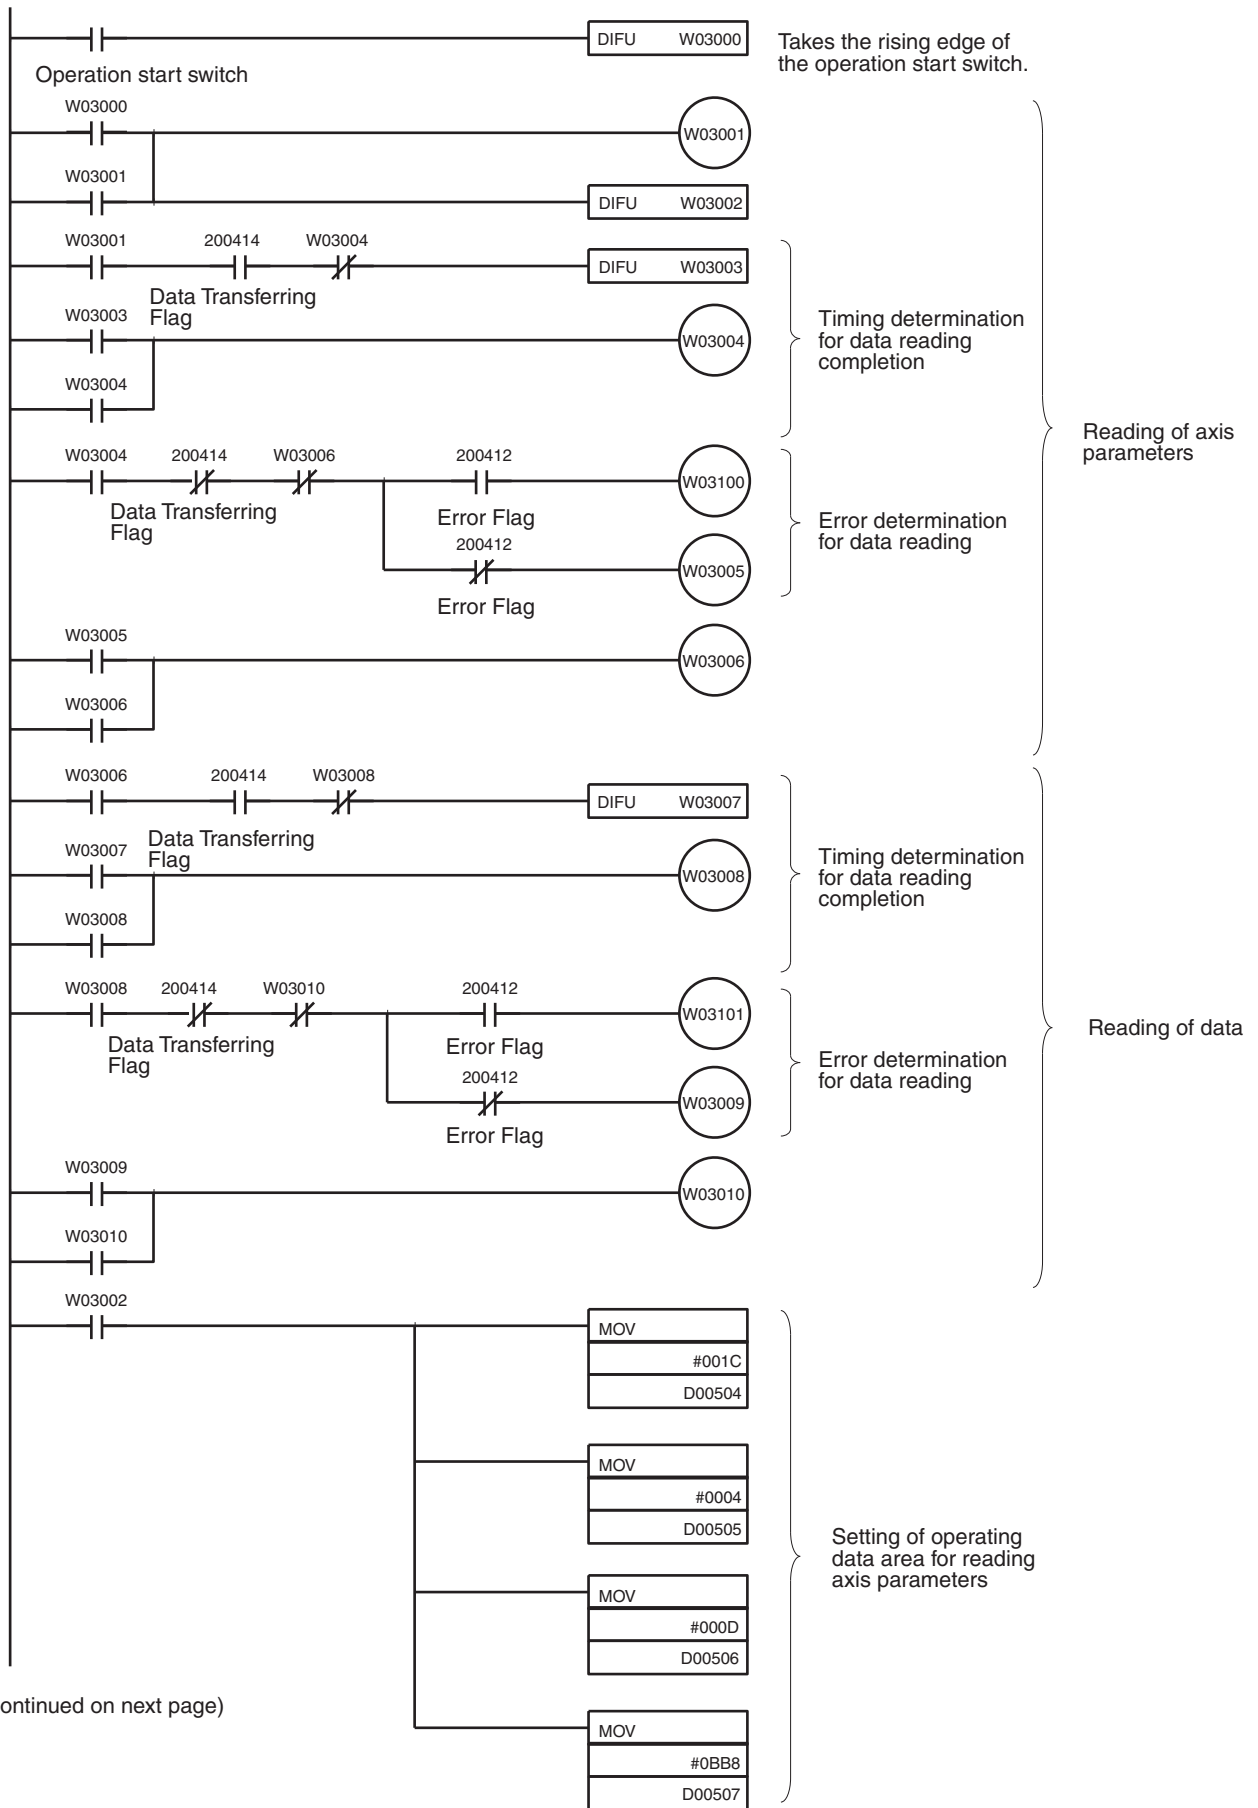 DIFU W03000
Takes the rising edge of
the operation start switch.
Operation start switch
W03000
W03001
W03001
DIFU W03002
W03001 200414 W03004
DIFU W03003
Data Transferring
Flag
W03003
W03004
W03004
Timing determination
for data reading
completion
W03004 200414 W03006 200412
W03100
Data Transferring
Flag
Error Flag
200412
W03005
Error Flag
Error determination
for data reading
Reading of axis
parameters
W03005
W03006
W03006
W03006 200414 W03008
DIFU W03007
Data Transferring
Flag
W03007
W03008
W03008
Timing determination
for data reading
completion
W03008 200414 W03010 200412
W03101
Data Transferring
Flag
Error Flag
200412
W03009
Error Flag
Error determination
for data reading
Reading of data
W03009
W03010
W03010
W03002
MOV
#001C
D00504
MOV
#0004
D00505
MOV
#000D
D00506
MOV
#0BB8
D00507
Setting of operating
data area for reading
axis parameters
ontinued on next page)